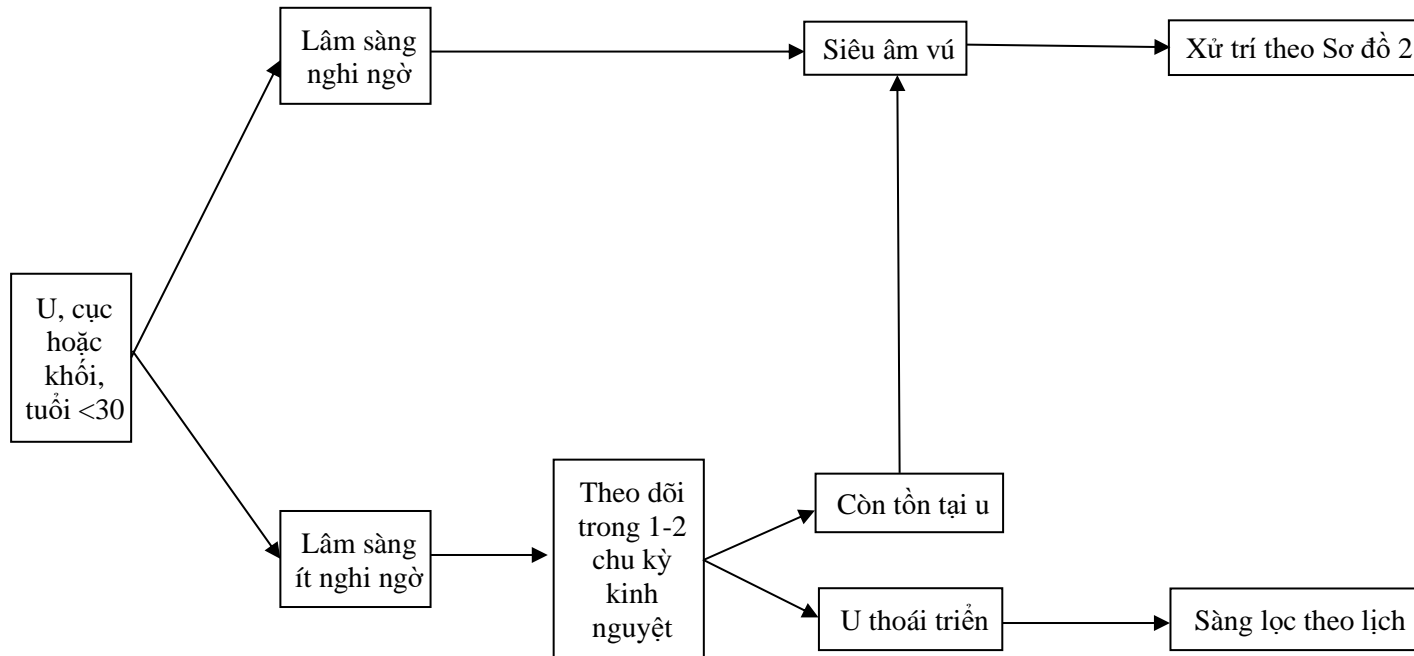 Lâm sàng
nghi ngờ
Siêu âm vú
Xử trí theo Sơ đồ 2
U, cục
hoặc
khối,
tuổi <30
Lâm sàng
ít nghi ngờ
Theo dõi
trong 1-2
chu kỳ
kinh
nguyệt
Còn tồn tại u
U thoái triển
Sàng lọc theo lịch